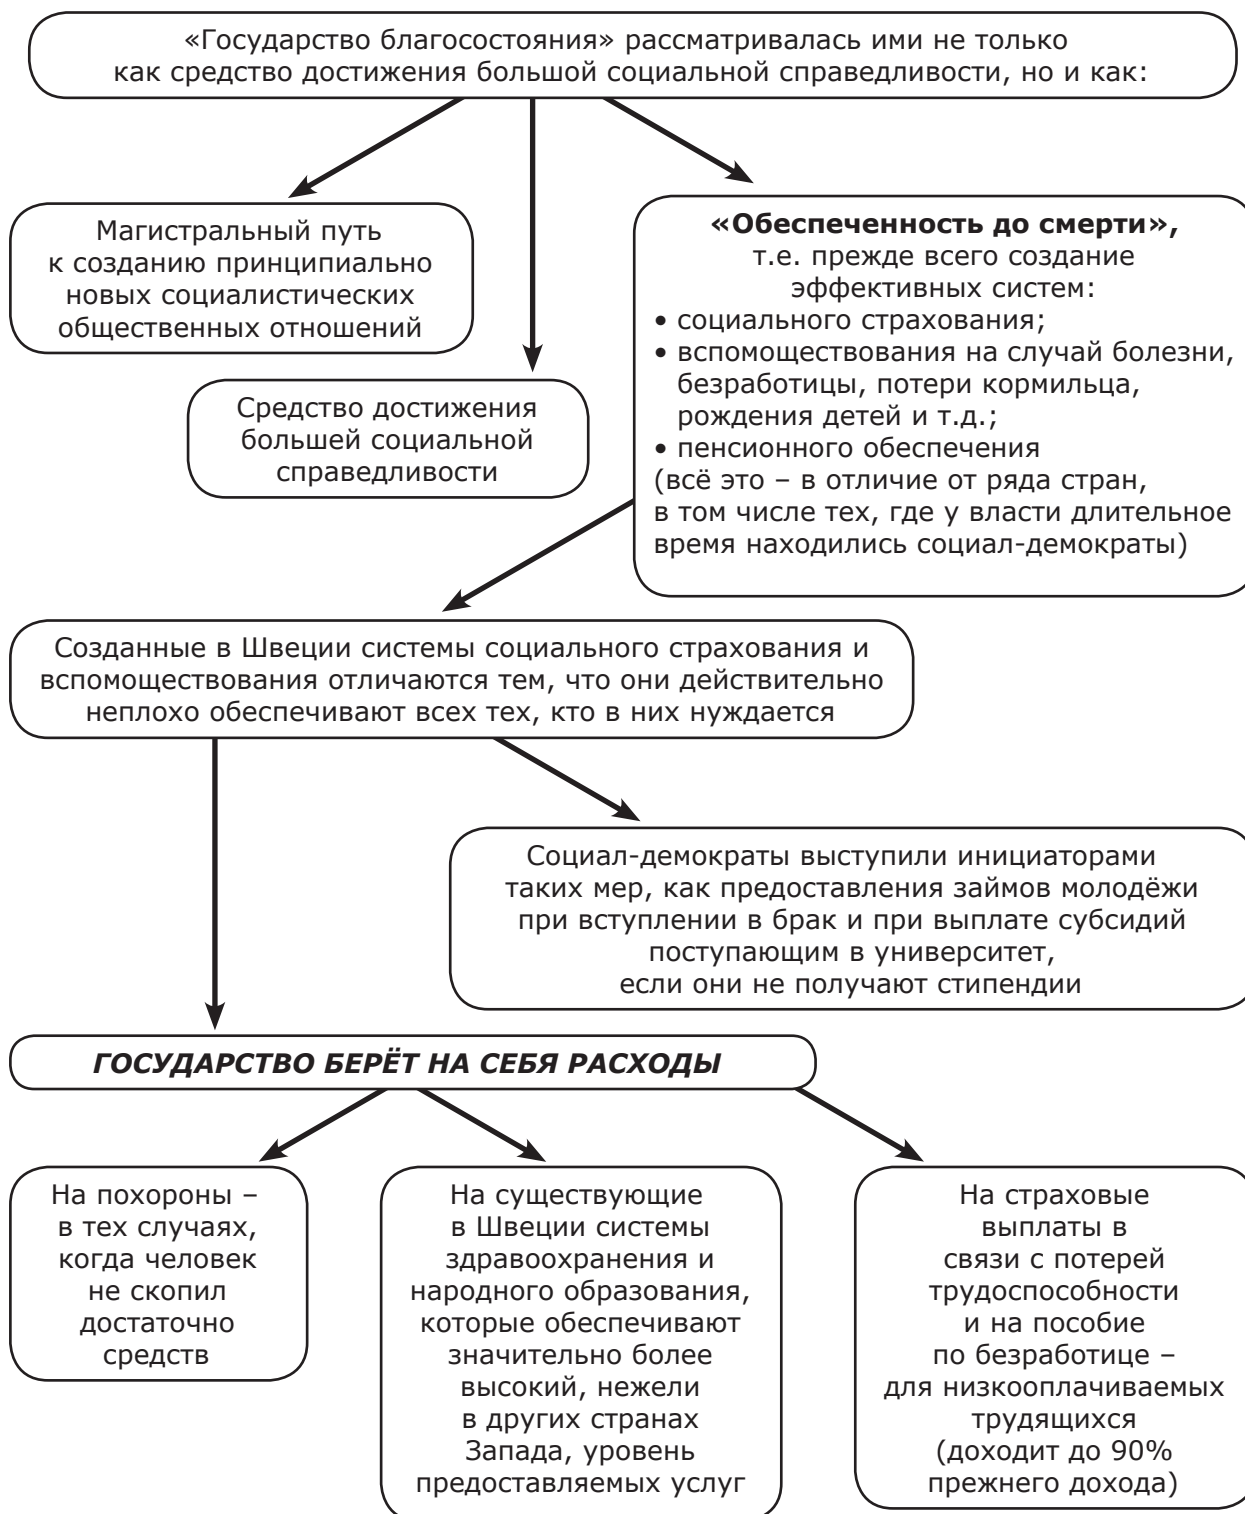 «Государство благосостояния» рассматривалась ими не только
как средство достижения большой социальной справедливости, но и как:
Магистральный путь
к созданию принципиально
новых социалистических
общественных отношений
Средство достижения
большей социальной
справедливости
«Обеспеченность до смерти»,
т.е. прежде всего создание
эффективных систем:
• социального страхования;
• вспомоществования на случай болезни,
безработицы, потери кормильца,
рождения детей и т.д.;
• пенсионного обеспечения
(всё это – в отличие от ряда стран,
в том числе тех, где у власти длительное
время находились социал-демократы)
Созданные в Швеции системы социального страхования и
вспомоществования отличаются тем, что они действительно
неплохо обеспечивают всех тех, кто в них нуждается
Социал-демократы выступили инициаторами
таких мер, как предоставления займов молодёжи
при вступлении в брак и при выплате субсидий
поступающим в университет,
если они не получают стипендии
ГОСУДАРСТВО БЕРЁТ НА СЕБЯ РАСХОДЫ
На похороны –
в тех случаях,
когда человек
не скопил
достаточно
средств
На существующие
в Швеции системы
здравоохранения и
народного образования,
которые обеспечивают
значительно более
высокий, нежели
в других странах
Запада, уровень
предоставляемых услуг
На страховые
выплаты в
связи с потерей
трудоспособности
и на пособие
по безработице –
для низкооплачиваемых
трудящихся
(доходит до 90%
прежнего дохода)